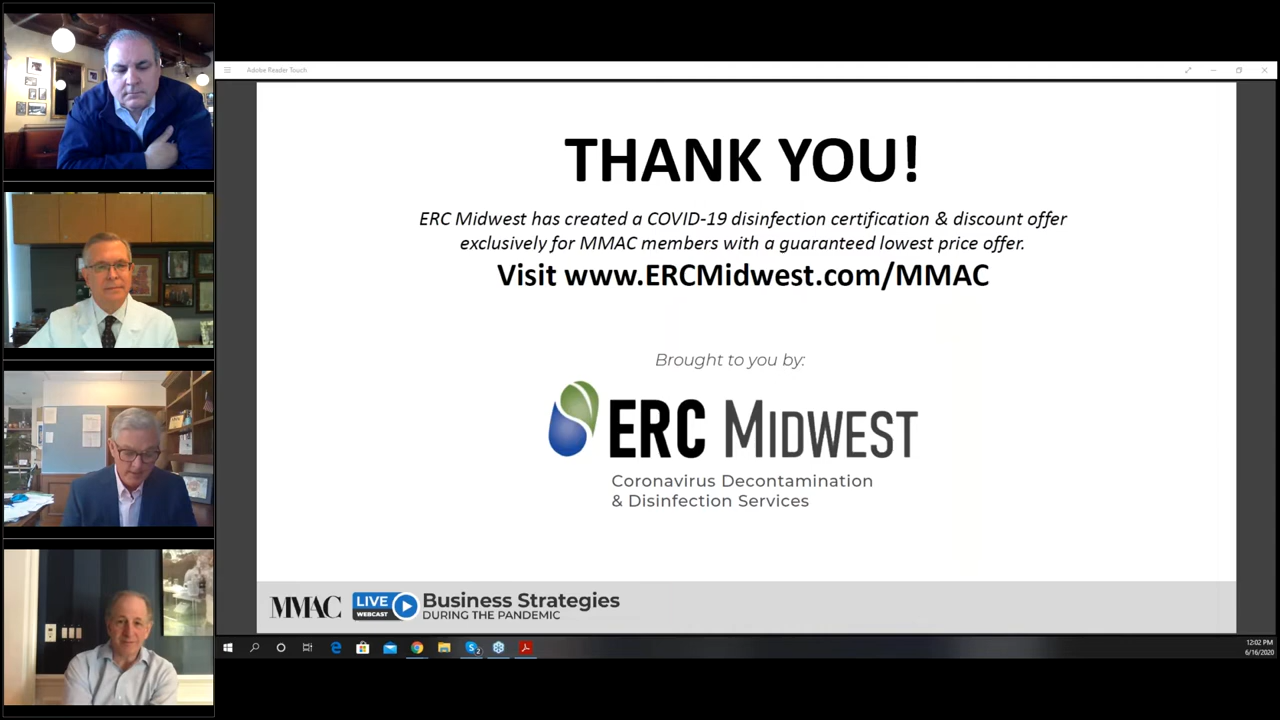 Adobe Reader Touch
THANK YOU!
ERC Midwest has created a COVID-19 disinfection certification & discount offer
exclusively for MMAC members with a guaranteed lowest price offer.
Visit www.ERCMidwest.com/MMAC
Brought to you by:
ERC MIDWEST
Coronavirus Decontamination
& Disinfection Services
MMAC
LIVE
WEBCAST
Business Strategies
DURING THE PANDEMIC
2
12:02 PM
6/16/2020